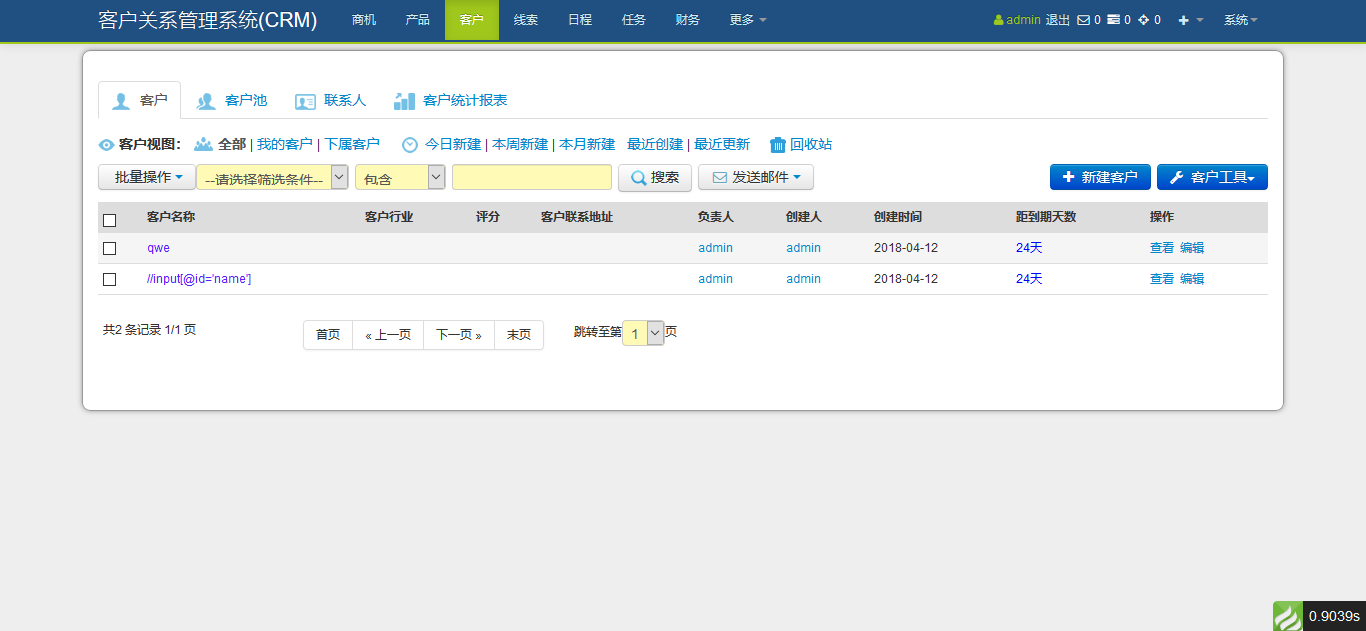 客户关系管理系统(CRM) 商机 产品 客户 线索 日程 任务 财务 更多 admin 退出 0 0 0 系统
客户 客户池 联系人 客户统计报表
客户视图： 全部 | 我的客户 | 下属客户 今日新建 | 本周新建 | 本月新建 最近创建 | 最近更新 回收站
批量操作 --请选择筛选条件-- 包含 搜索 发送邮件 新建客户 客户工具
客户名称 客户行业 评分 客户联系地址 负责人 创建人 创建时间 距到期天数 操作
qwe admin admin 2018-04-12 24天 查看 编辑
//input[@id='name'] admin admin 2018-04-12 24天 查看 编辑
共2 条记录 1/1 页 首页 « 上一页 下一页 » 末页 跳转至第 1 页
0.9039s